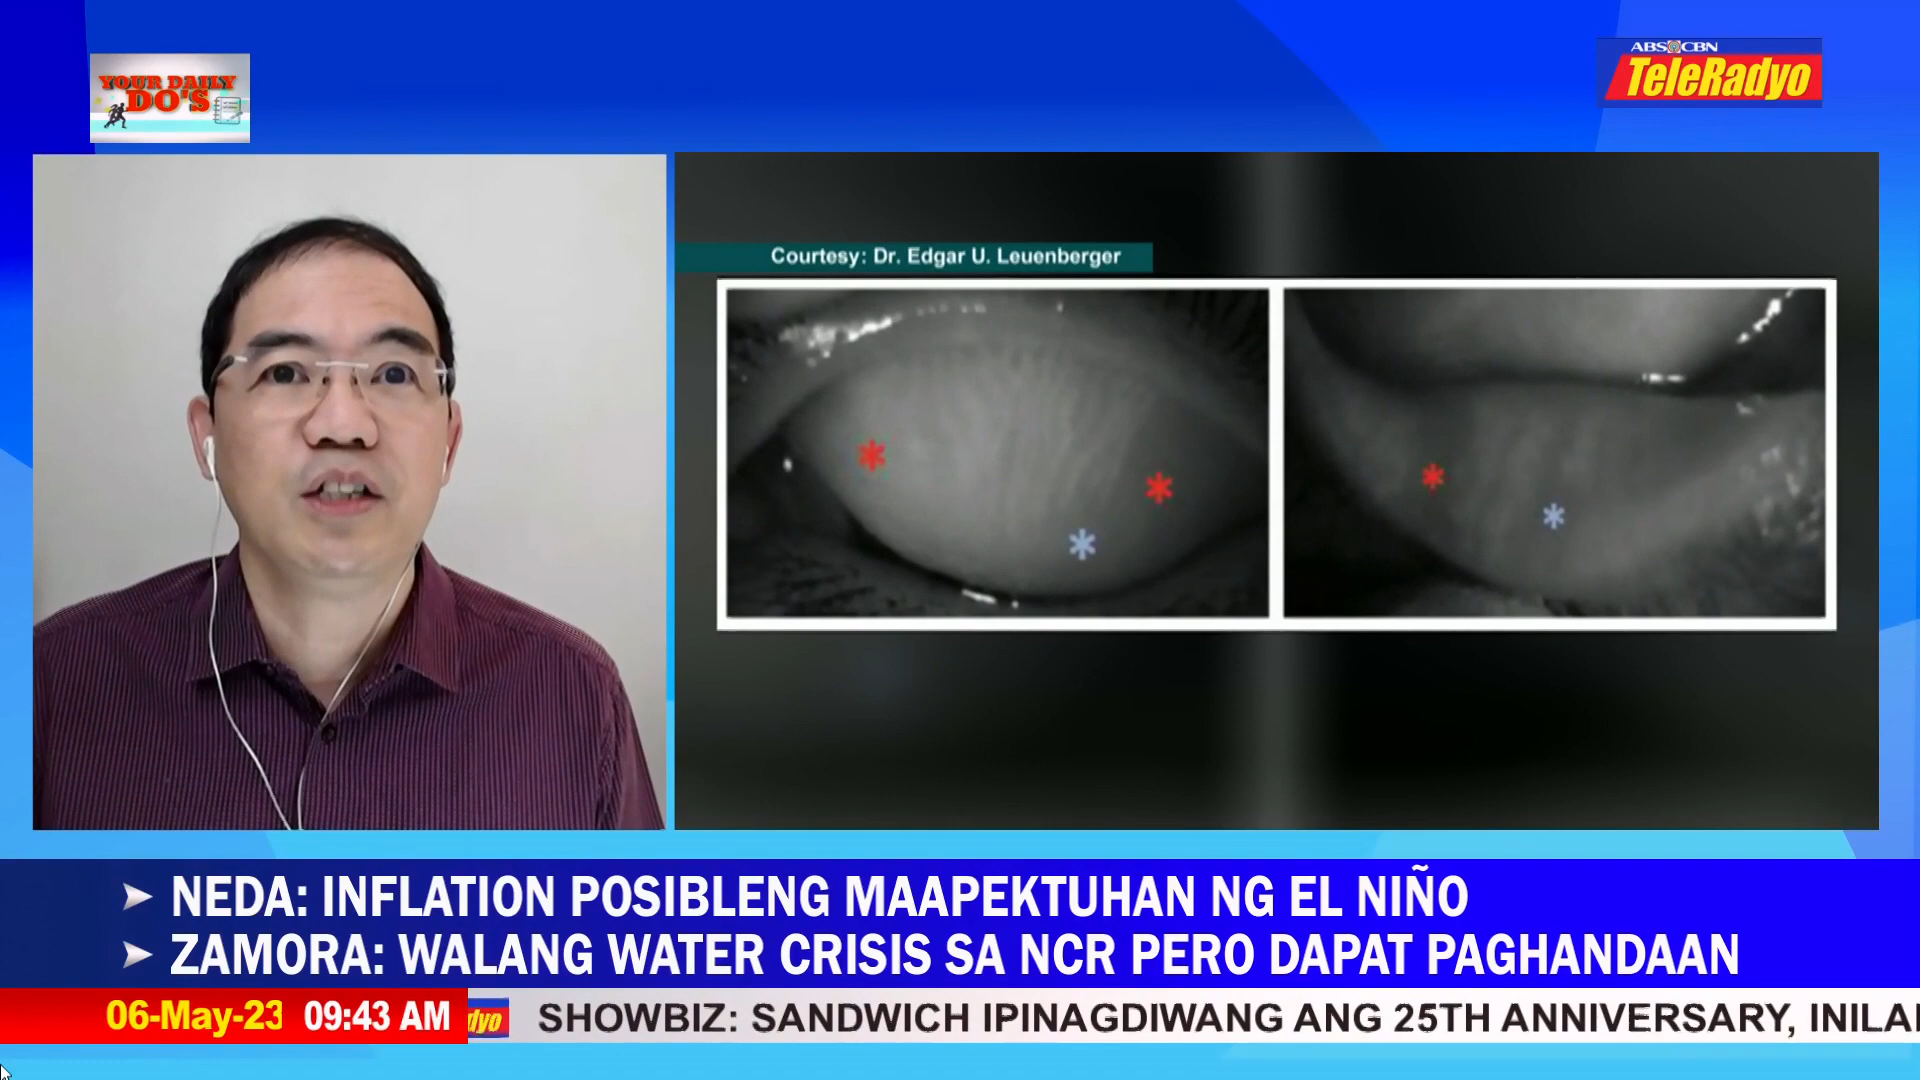 YOUR DAILY
DO'S
ABS CBN
TeleRadyo
Courtesy: Dr. Edgar U. Leuenberger
NEDA: INFLATION POSIBLENG MAAPEKTUHAN NG EL NIÑO
ZAMORA: WALANG WATER CRISIS SA NCR PERO DAPAT PAGHANDAAN
06-May-23 09:43 AM dyo SHOWBIZ: SANDWICH IPINAGDIWANG ANG 25TH ANNIVERSARY, INILA